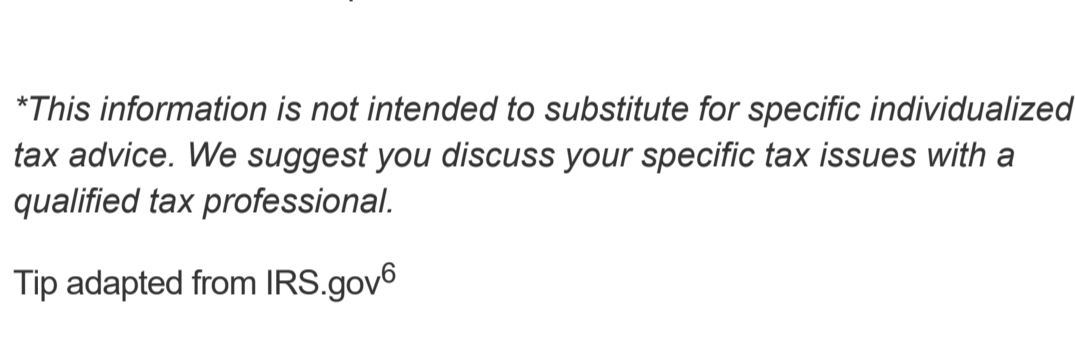 *This information is not intended to substitute for specific individualized
tax advice. We suggest you discuss your specific tax issues with a
qualified tax professional.
Tip adapted from IRS.gov6